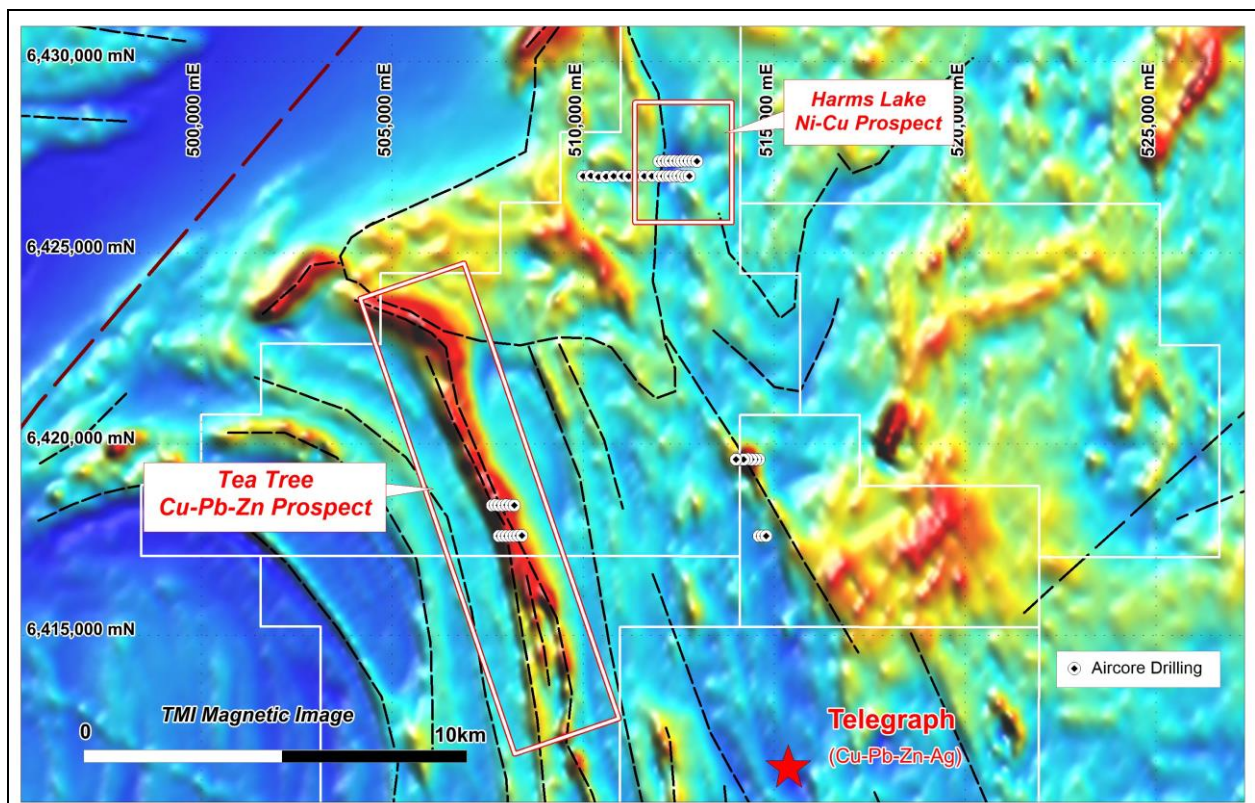 6,430,000 mN
500,000 mE
505,000 mE
510,000 mE
515,000 mE
520,000 mE
525,000 mE
Harms Lake
Ni-Cu Prospect
6,425,000 mN
6,420,000 mN
Tea Tree
Cu-Pb-Zn Prospect
6,415,000 mN
Aircore Drilling
TMI Magnetic Image
0
10km
Telegraph
(Cu-Pb-Zn-Ag)